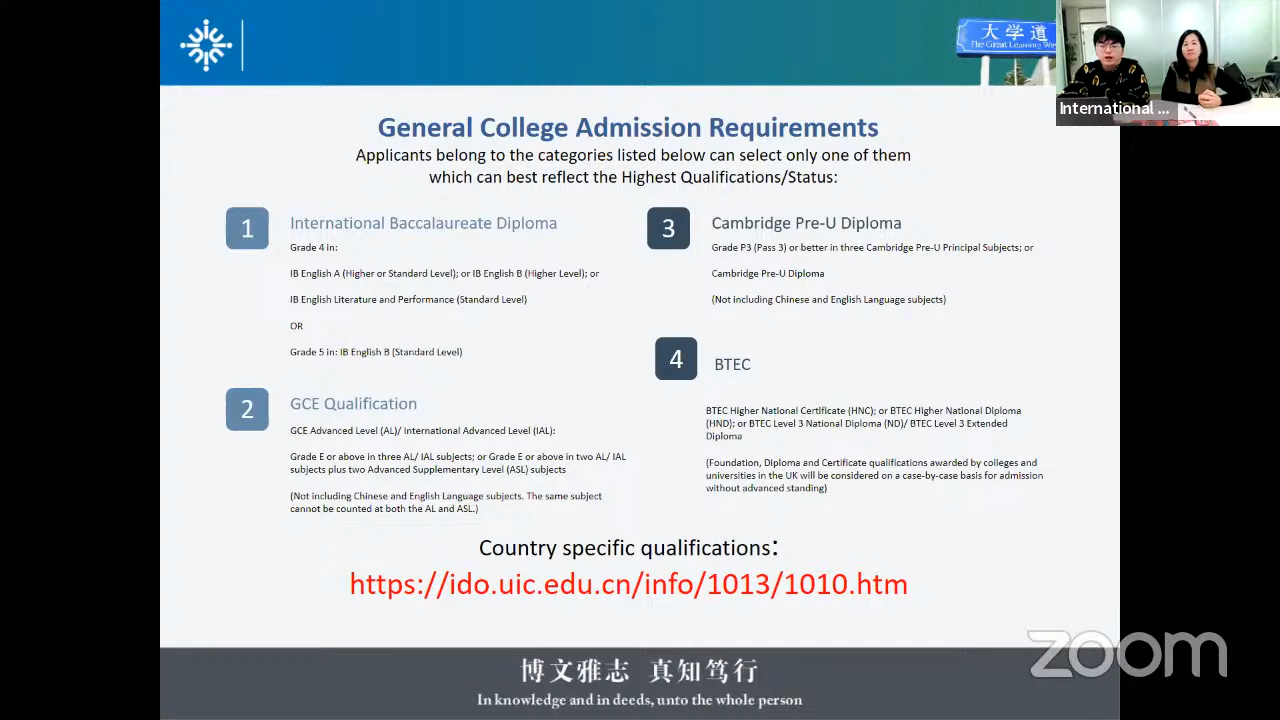 大学道
The Great Learning Way
International ...
General College Admission Requirements
Applicants belong to the categories listed below can select only one of them
which can best reflect the Highest Qualifications/Status:
1
International Baccalaureate Diploma
Grade 4 in:
IB English A (Higher or Standard Level); or IB English B (Higher Level); or
IB English Literature and Performance (Standard Level)
OR
Grade 5 in: IB English B (Standard Level)
2
GCE Qualification
GCE Advanced Level (AL)/ International Advanced Level (IAL):
Grade E or above in three AL/ IAL subjects; or Grade E or above in two AL/ IAL
subjects plus two Advanced Supplementary Level (ASL) subjects
(Not including Chinese and English Language subjects. The same subject
cannot be counted at both the AL and ASL.)
3
Cambridge Pre-U Diploma
Grade P3 (Pass 3) or better in three Cambridge Pre-U Principal Subjects; or
Cambridge Pre-U Diploma
(Not including Chinese and English Language subjects)
4
BTEC
BTEC Higher National Certificate (HNC); or BTEC Higher National Diploma
(HND); or BTEC Level 3 National Diploma (ND)/ BTEC Level 3 Extended
Diploma
(Foundation, Diploma and Certificate qualifications awarded by colleges and
universities in the UK will be considered on a case-by-case basis for admission
without advanced standing)
Country specific qualifications：
https://ido.uic.edu.cn/info/1013/1010.htm
zoom
博文雅志 真知笃行
In knowledge and in deeds, unto the whole person